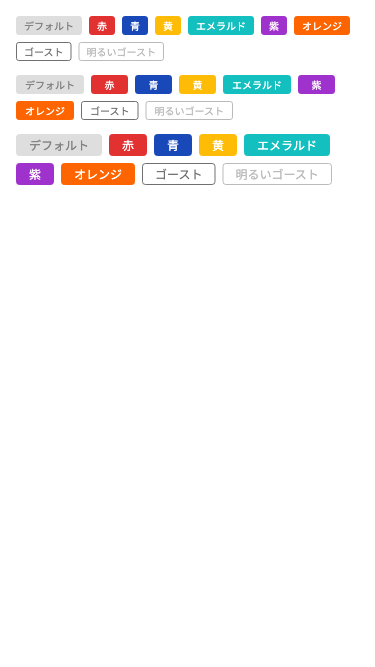 デフォルト 赤 青 黄 エメラルド 紫 オレンジ
ゴースト 明るいゴースト
デフォルト 赤 青 黄 エメラルド 紫
オレンジ ゴースト 明るいゴースト
デフォルト 赤 青 黄 エメラルド
紫 オレンジ ゴースト 明るいゴースト